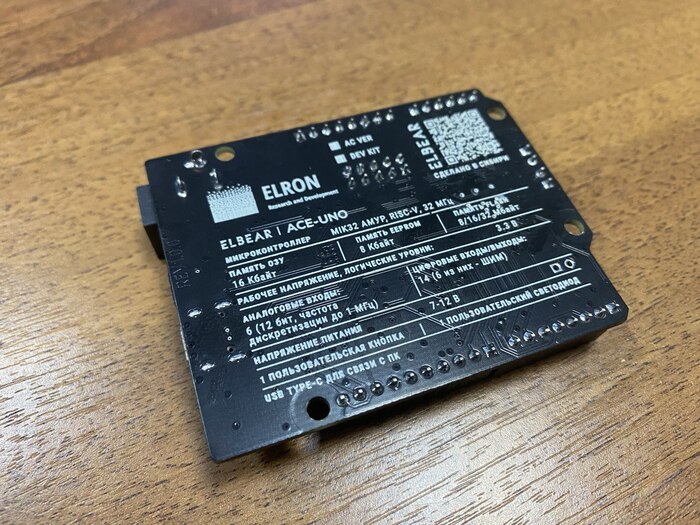 AC VER
DEV KIT
ELBEAR
СДЕЛАНО В СИБИРИ
ELRON
Research and Development
ELBEAR | ACE-UNO
МИКРОКОНТРОЛЛЕР MIK32 АМУР, RISC-V, 32 МГц
ПАМЯТЬ ОЗУ
16 Кбайт
ПАМЯТЬ EEPROM
8 Кбайт
ПАМЯТЬ FLASH
8/16/32 Мбайт
РАБОЧЕЕ НАПРЯЖЕНИЕ, ЛОГИЧЕСКИЕ УРОВНИ: 3.3 В
АНАЛОГОВЫЕ ВХОДЫ:
6 (12 бит, частота
дискретизации до 1 МГц)
ЦИФРОВЫЕ ВХОДЫ/ВЫХОДЫ:
14 (6 из них - ШИМ)
НАПРЯЖЕНИЕ ПИТАНИЯ 7-12 В
1 ПОЛЬЗОВАТЕЛЬСКАЯ КНОПКА
1 ПОЛЬЗОВАТЕЛЬСКИЙ СВЕТОДИОД
USB TYPE-C ДЛЯ СВЯЗИ С ПК